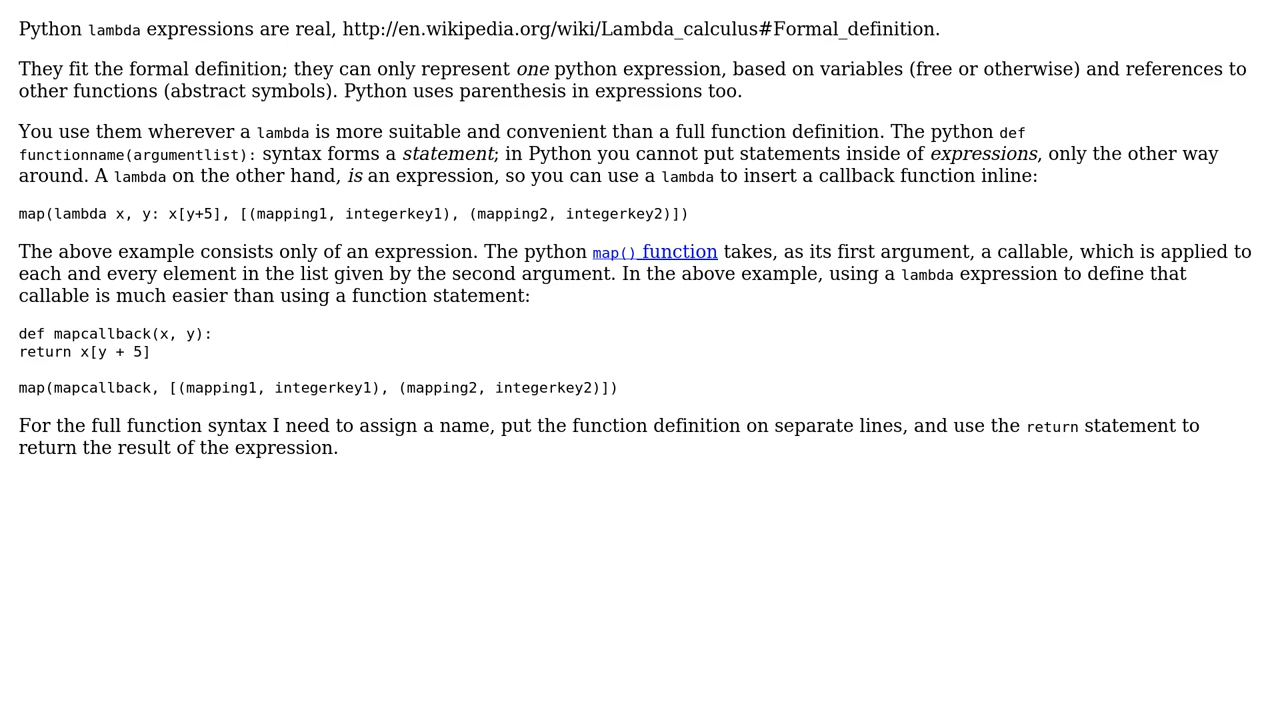 Python lambda expressions are real, http://en.wikipedia.org/wiki/Lambda_calculus#Formal_definition.
They fit the formal definition; they can only represent one python expression, based on variables (free or otherwise) and references to
other functions (abstract symbols). Python uses parenthesis in expressions too.
You use them wherever a lambda is more suitable and convenient than a full function definition. The python def
functionname(argumentlist): syntax forms a statement; in Python you cannot put statements inside of expressions, only the other way
around. A lambda on the other hand, is an expression, so you can use a lambda to insert a callback function inline:
map(lambda x, y: x[y+5], [(mapping1, integerkey1), (mapping2, integerkey2)])
The above example consists only of an expression. The python map() function takes, as its first argument, a callable, which is applied to
each and every element in the list given by the second argument. In the above example, using a lambda expression to define that
callable is much easier than using a function statement:
def mapcallback(x, y):
return x[y + 5]
map(mapcallback, [(mapping1, integerkey1), (mapping2, integerkey2)])
For the full function syntax I need to assign a name, put the function definition on separate lines, and use the return statement to
return the result of the expression.